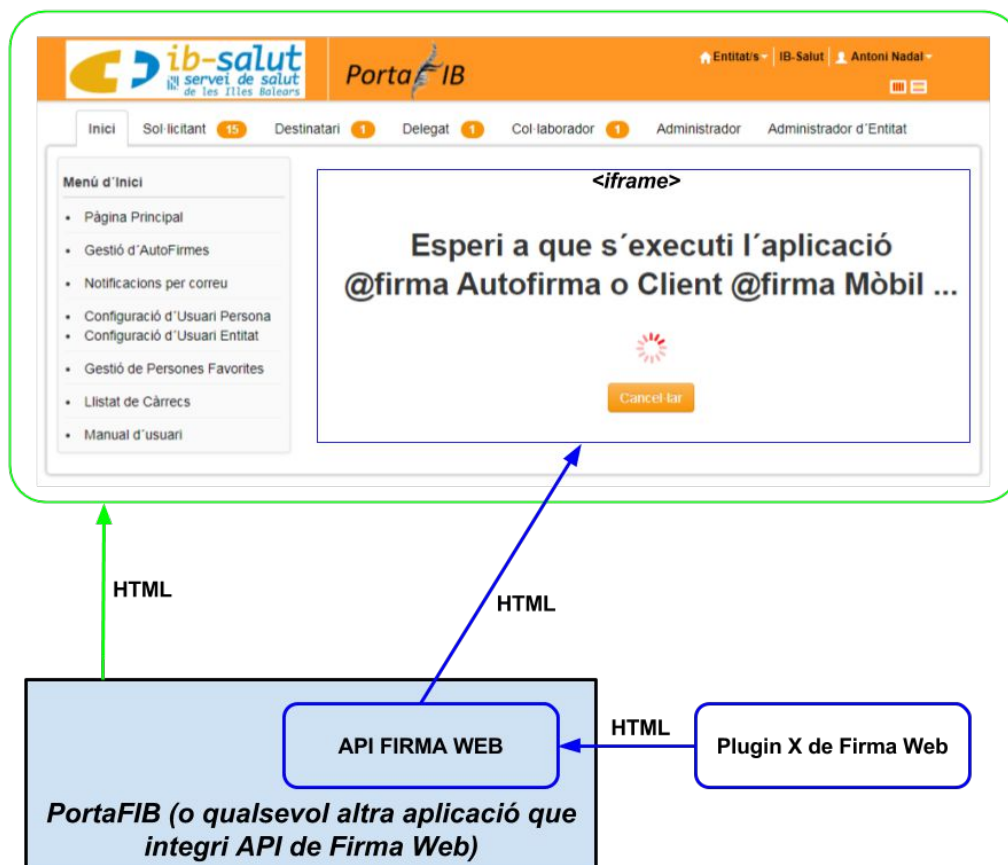 ib-salut
servei de salut
de les Illes Balears
PortaFIB
Entitat/s
IB-Salut
Antoni Nadal
Inici
Sol·licitant 15
Destinatari 1
Delegat 1
Col·laborador 1
Administrador
Administrador d´Entitat
Menú d´Inici
Pàgina Principal
Gestió d´AutoFirmes
Notificacions per correu
Configuració d´Usuari Persona
Configuració d´Usuari Entitat
Gestió de Persones Favorites
Llistat de Càrrecs
Manual d´usuari
<iframe>
Esperi a que s´executi l´aplicació
@firma Autofirma o Client @firma Mòbil ...
Cancel·lar
HTML
HTML
API FIRMA WEB
HTML
Plugin X de Firma Web
PortaFIB (o qualsevol altra aplicació que
integri API de Firma Web)